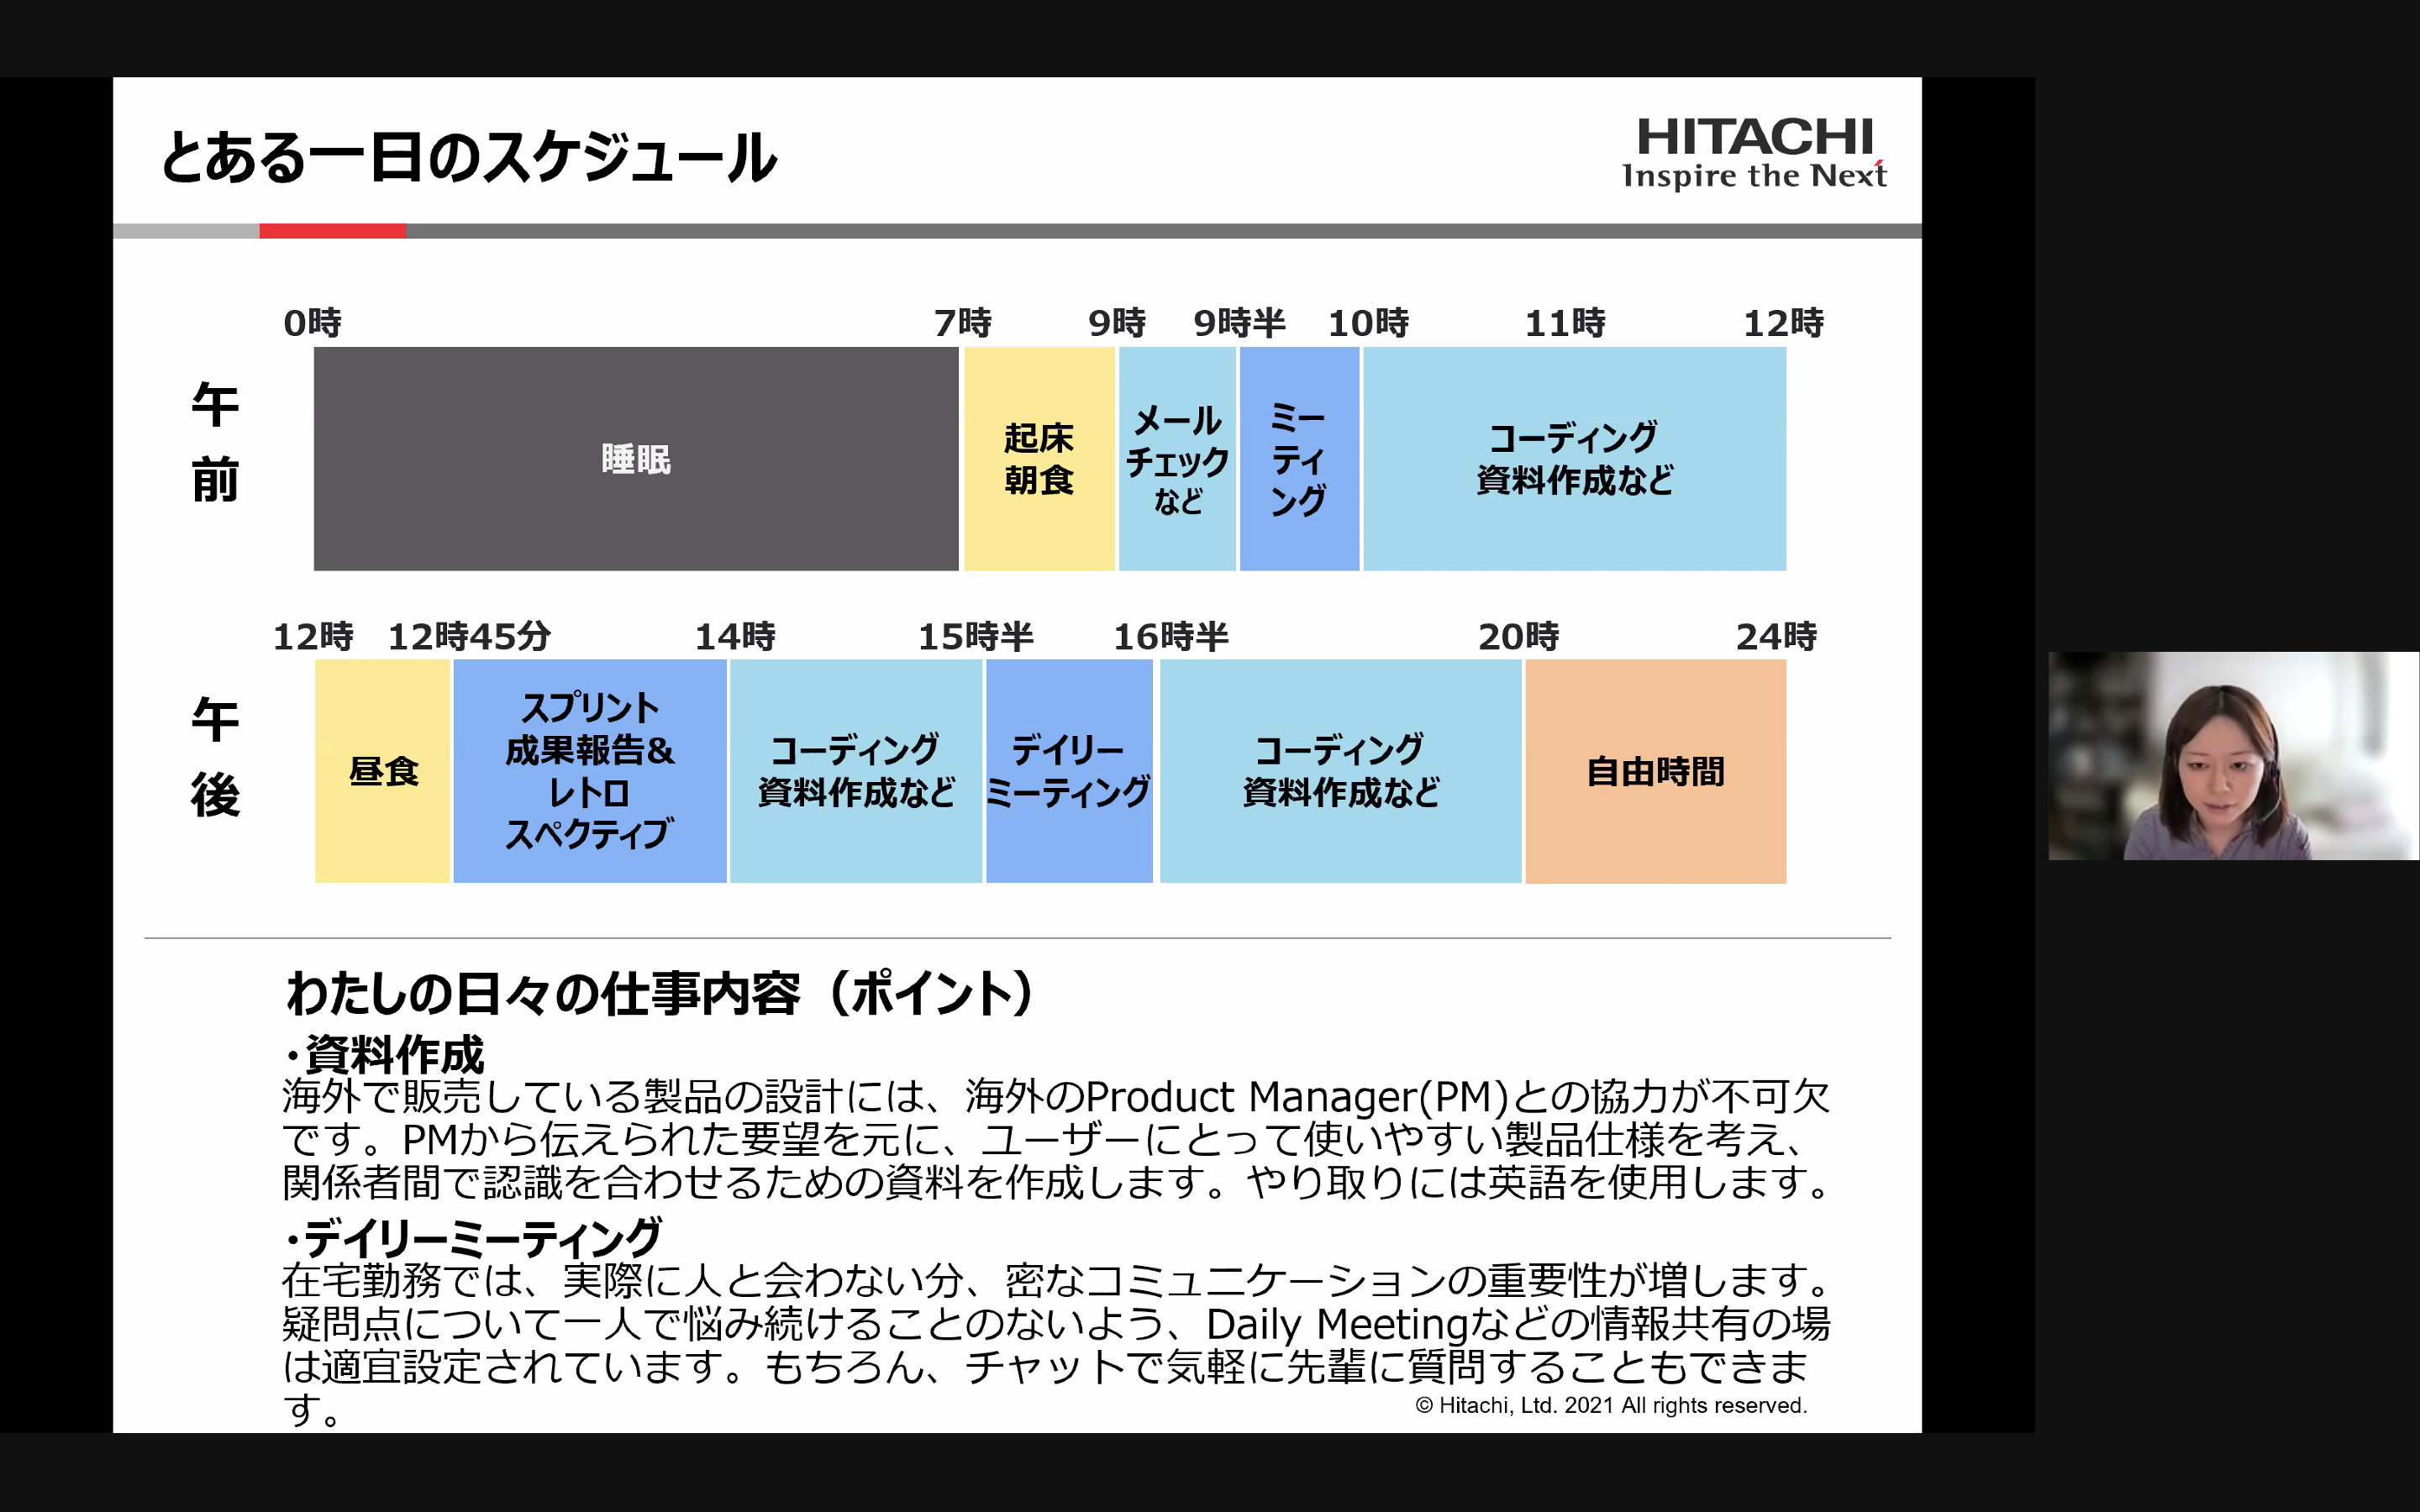 とある一日のスケジュール
HITACHI
Inspire the Next
0時 7時 9時 9時半 10時 11時 12時
午前
睡眠
起床
朝食
メール
チェック
など
ミー
ティ
ング
コーディング
資料作成など
12時 12時45分 14時 15時半 16時半 20時 24時
午後
昼食
スプリント
成果報告&
レトロ
スペクティブ
コーディング
資料作成など
デイリー
ミーティング
コーディング
資料作成など
自由時間
わたしの日々の仕事内容（ポイント）
・資料作成
海外で販売している製品の設計には、海外のProduct Manager(PM)との協力が不可欠
です。PMから伝えられた要望を元に、ユーザーにとって使いやすい製品仕様を考え、
関係者間で認識を合わせるための資料を作成します。やり取りには英語を使用します。
・デイリーミーティング
在宅勤務では、実際に人と会わない分、密なコミュニケーションの重要性が増します。
疑問点について一人で悩み続けることのないよう、Daily Meetingなどの情報共有の場
は適宜設定されています。もちろん、チャットで気軽に先輩に質問することもできま
す。
© Hitachi, Ltd. 2021 All rights reserved.